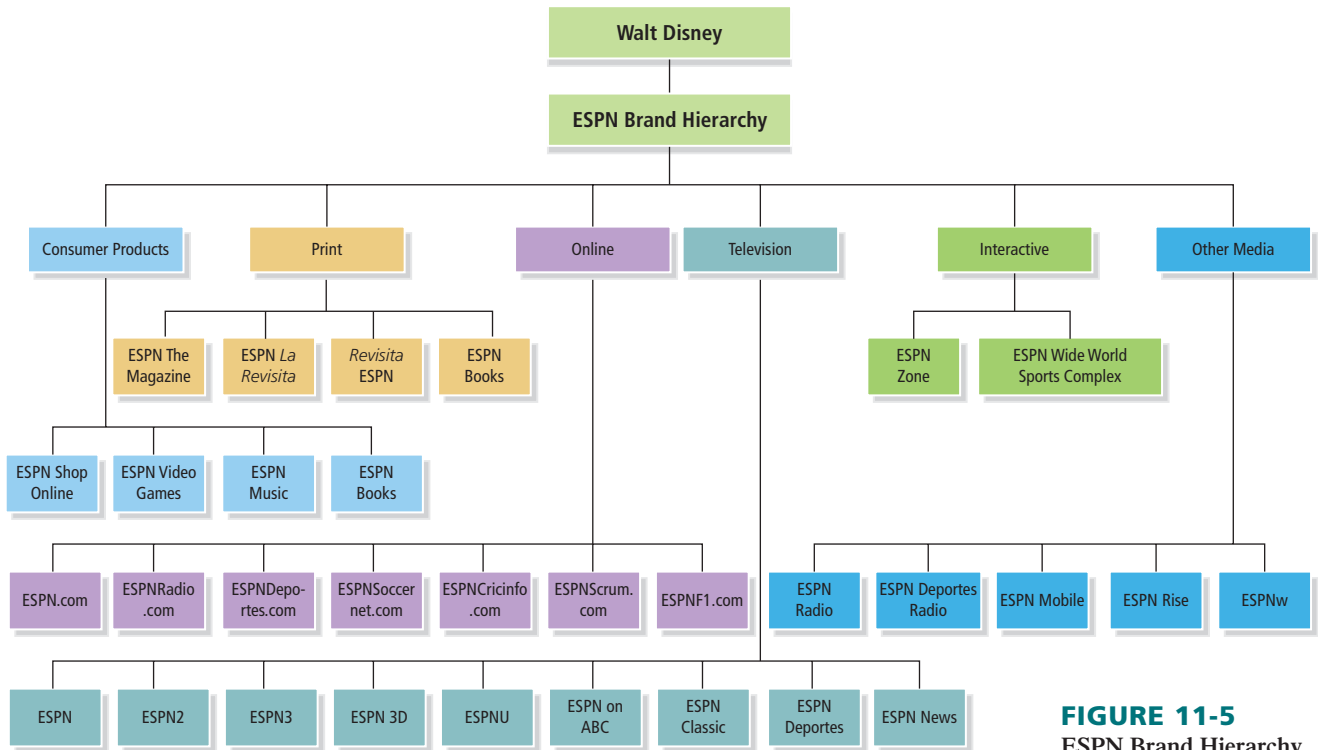 Walt Disney
ESPN Brand Hierarchy
Consumer Products
Print
Online
Television
Interactive
Other Media
ESPN The
Magazine
ESPN La
Revisita
Revisita
ESPN
ESPN
Books
ESPN
Zone
ESPN Wide World
Sports Complex
ESPN Shop
Online
ESPN Video
Games
ESPN
Music
ESPN
Books
ESPN.com
ESPNRadio
.com
ESPNDepo-
rtes.com
ESPNSoccer
net.com
ESPNCricinfo
.com
ESPNScrum.
com
ESPNF1.com
ESPN
Radio
ESPN Deportes
Radio
ESPN Mobile
ESPN Rise
ESPNw
ESPN
ESPN2
ESPN3
ESPN 3D
ESPNU
ESPN on
ABC
ESPN
Classic
ESPN
Deportes
ESPN News
FIGURE 11-5
ESPN Brand Hierarchy